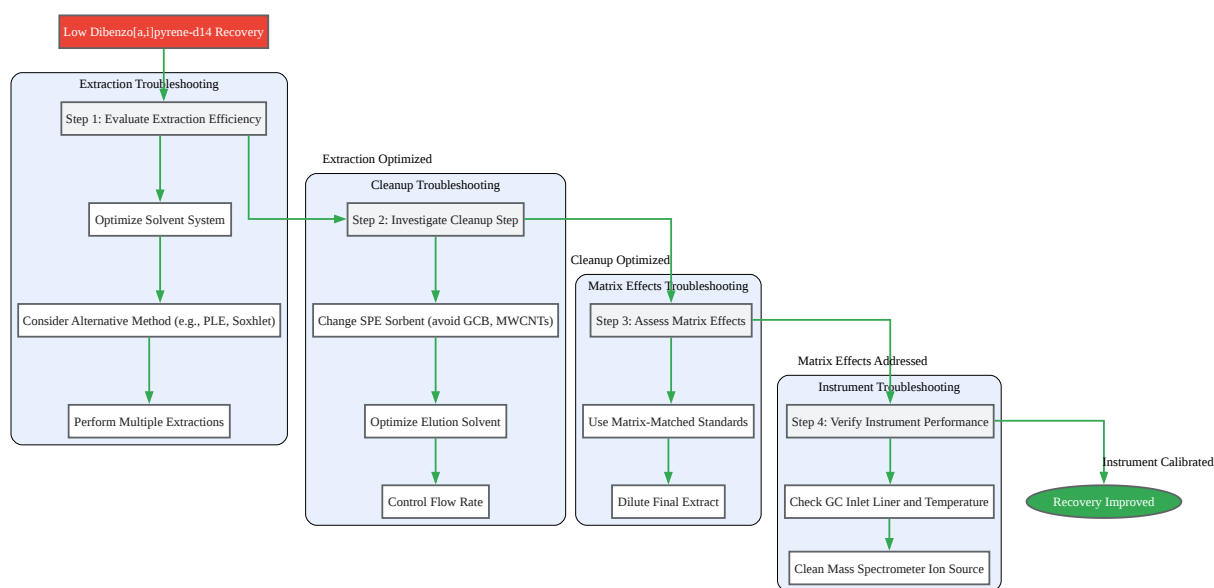 Low Dibenzo[a,i]pyrene-d14 Recovery
Extraction Troubleshooting
Step 1: Evaluate Extraction Efficiency
Optimize Solvent System
Consider Alternative Method (e.g., PLE, Soxhlet)
Perform Multiple Extractions
Extraction Optimized
Cleanup Troubleshooting
Step 2: Investigate Cleanup Step
Change SPE Sorbent (avoid GCB, MWCNTs)
Optimize Elution Solvent
Control Flow Rate
Cleanup Optimized
Matrix Effects Troubleshooting
Step 3: Assess Matrix Effects
Use Matrix-Matched Standards
Dilute Final Extract
Matrix Effects Addressed
Instrument Troubleshooting
Step 4: Verify Instrument Performance
Check GC Inlet Liner and Temperature
Clean Mass Spectrometer Ion Source
Instrument Calibrated
Recovery Improved